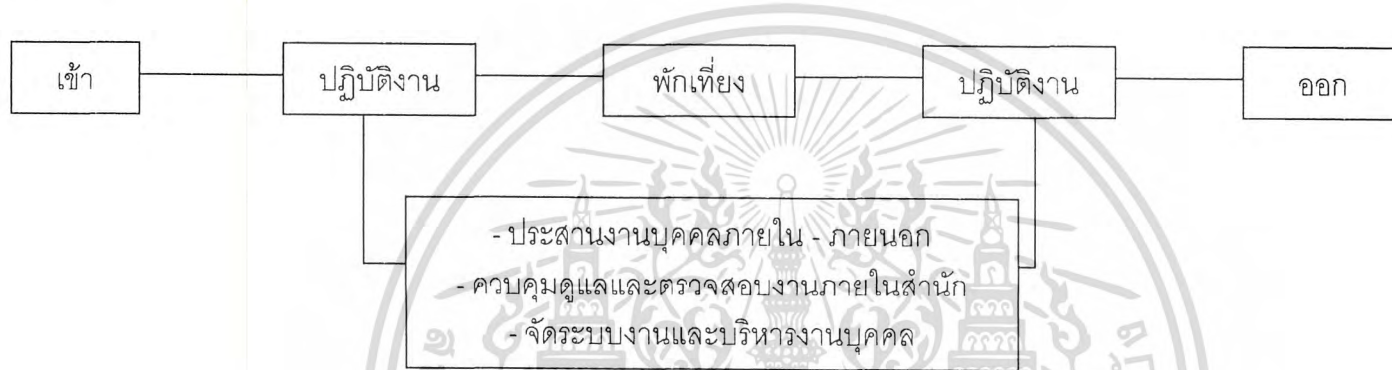 เข้า
ปฏิบัติงาน
พักเที่ยง
ปฏิบัติงาน
ออก
- ประสานงานบุคคลภายใน - ภายนอก
- ควบคุมดูแลและตรวจสอบงานภายในสำนัก
- จัดระบบงานและบริหารงานบุคคล